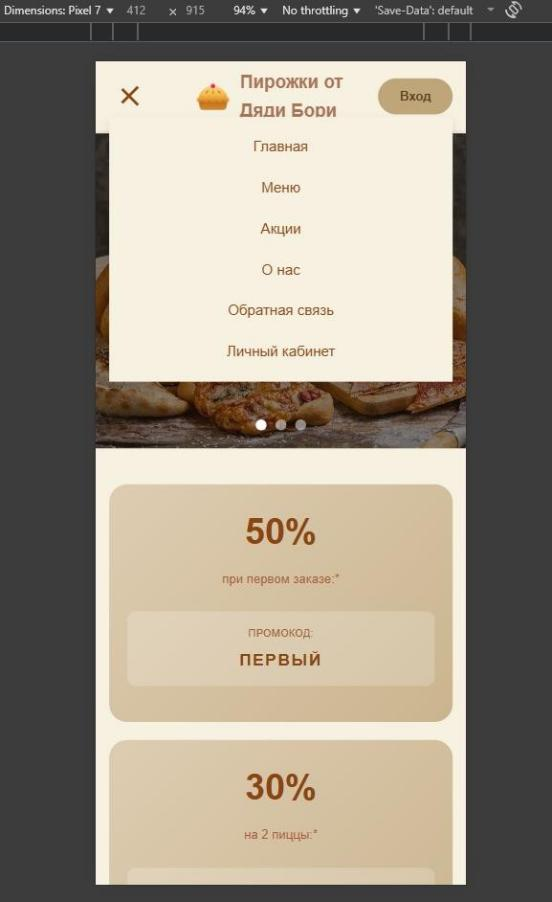 Dimensions: Pixel 7 ▼ 412 × 915 94% ▼ No throttling ▼ 'Save-Data': default
Пирожки от
Дяди Бори
Вход
Главная
Меню
Акции
О нас
Обратная связь
Личный кабинет
50%
при первом заказе:*
ПРОМОКОД:
ПЕРВЫЙ
30%
на 2 пиццы:*